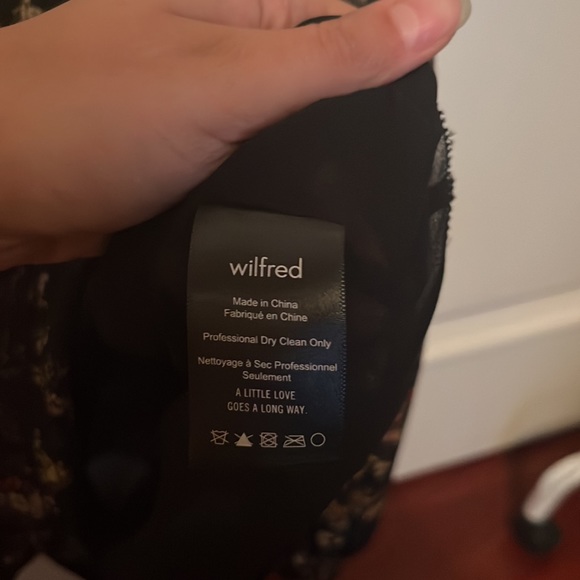 wilfred
Made in China
Fabriqué en Chine
Professional Dry Clean Only
Nettoyage à Sec Professionnel
Seulement
A LITTLE LOVE
GOES A LONG WAY.